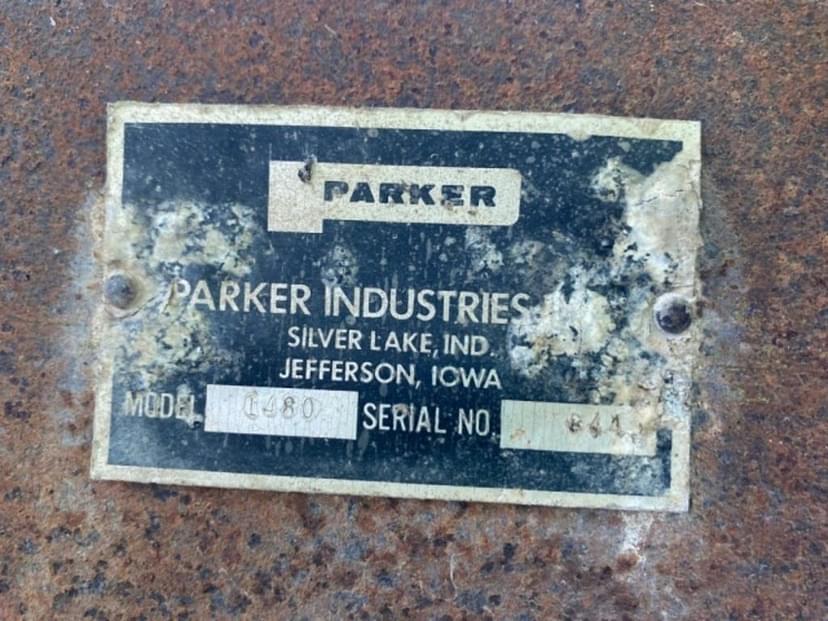 PARKER
PARKER INDUSTRIES
SILVER LAKE, IND.
JEFFERSON, IOWA
MODEL SERIAL NO.